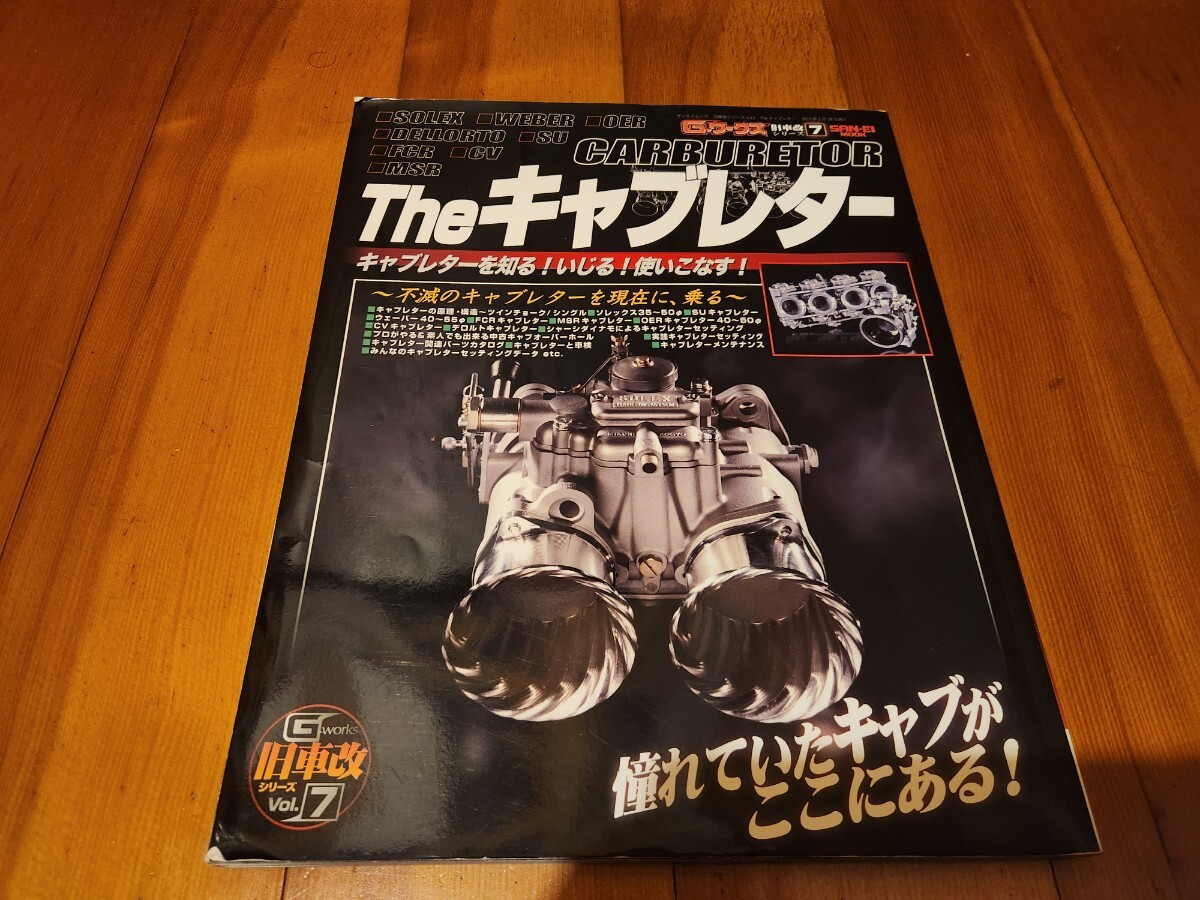 ■SOLEX ■WEBER ■OER
■DELLORTO ■SU
■FCR ■CV
■MSR
Gワークス 旧車改シリーズ 7 SAN-EI MOOK
CARBURETOR
Theキャブレター
キャブレターを知る!いじる!使いこなす!
〜不滅のキャブレターを現在に、乗る〜
■キャブレターの原理・構造〜ツインチョーク/シングル ■ソレックス35〜50φ ■SUキャブレター
■ウェーバー40〜55φ ■FCRキャブレター ■MSRキャブレター ■OERキャブレター40〜50φ
■CVキャブレター ■デロルトキャブレター ■シャーシダイナモによるキャブレターセッティング
■プロがやる&素人でも出来る中古キャブオーバーホール ■実践キャブレターセッティング
■キャブレター関連パーツカタログ ■キャブレターと車検 ■キャブレターメンテナンス
■みんなのキャブレターセッティングデータ etc.
SOLEX
憧れていたキャブが
ここにある!
G-works
旧車改
シリーズ
Vol.7